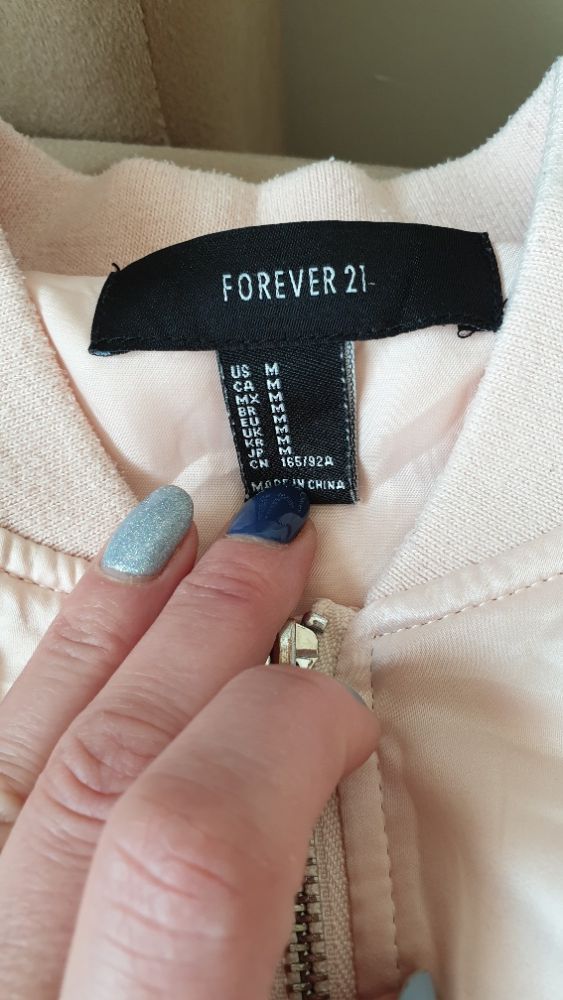 FOREVER 21
US M
CA M
MX M
BR M
EU M
UK M
KR M
JP M
CN 165/92A
MADE IN CHINA